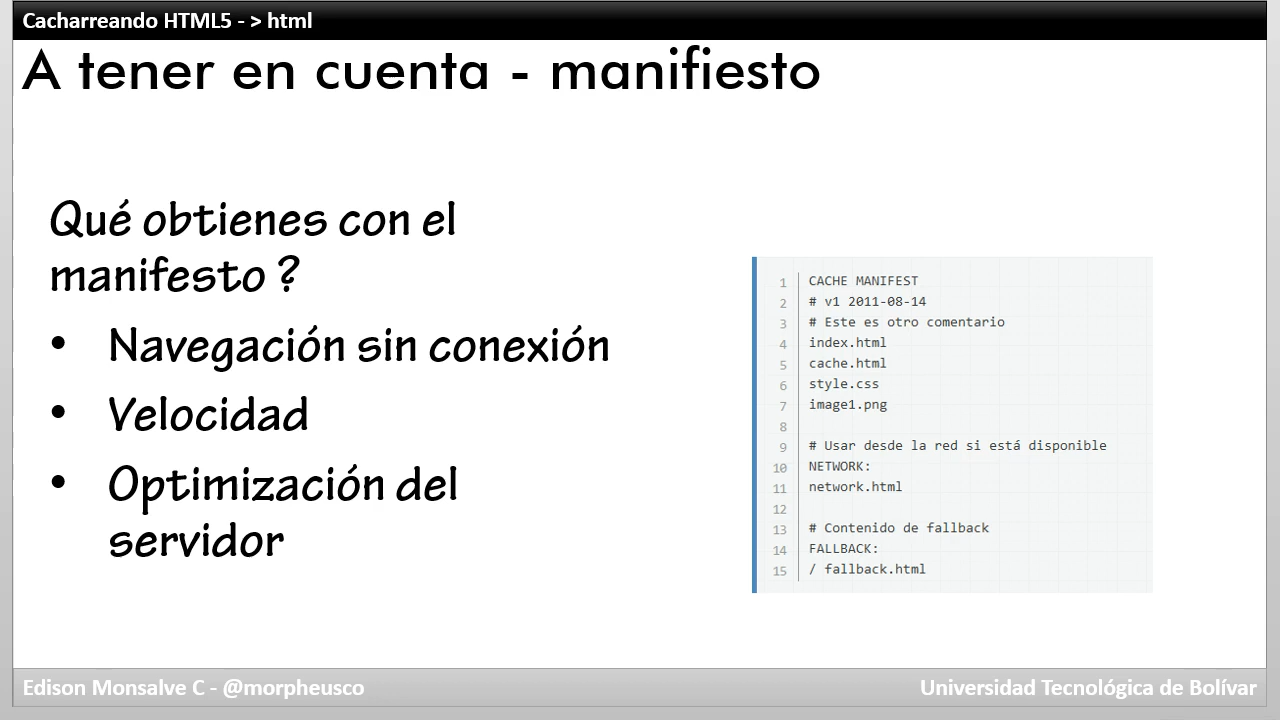 Cacharreando HTML5 - > html
A tener en cuenta - manifiesto
Qué obtienes con el
manifesto ?
• Navegación sin conexión
• Velocidad
• Optimización del
servidor
1 CACHE MANIFEST
2 # v1 2011-08-14
3 # Este es otro comentario
4 index.html
5 cache.html
6 style.css
7 image1.png
8
9 # Usar desde la red si está disponible
10 NETWORK:
11 network.html
12
13 # Contenido de fallback
14 FALLBACK:
15 / fallback.html
Edison Monsalve C - @morpheusco
Universidad Tecnológica de Bolívar